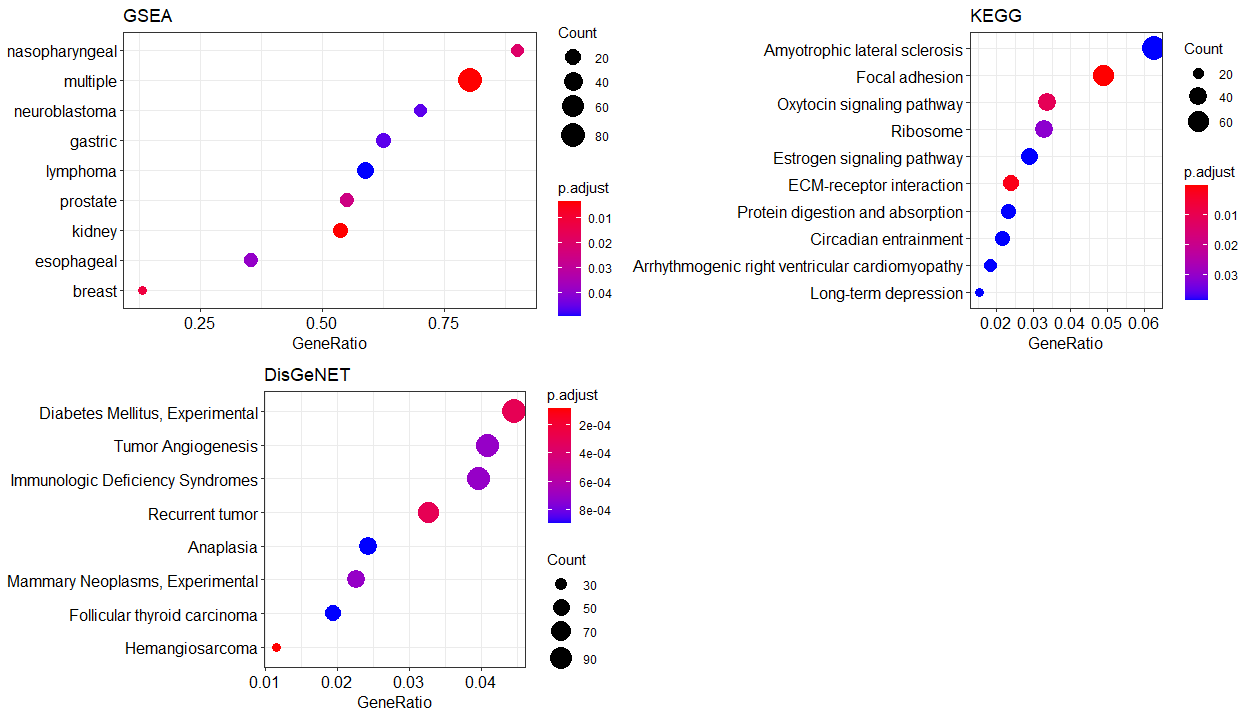 GSEA
nasopharyngeal
multiple
neuroblastoma
gastric
lymphoma
prostate
kidney
esophageal
breast
0.25 0.50 0.75
GeneRatio
Count
20
40
60
80
p.adjust
0.01
0.02
0.03
0.04
KEGG
Amyotrophic lateral sclerosis
Focal adhesion
Oxytocin signaling pathway
Ribosome
Estrogen signaling pathway
ECM-receptor interaction
Protein digestion and absorption
Circadian entrainment
Arrhythmogenic right ventricular cardiomyopathy
Long-term depression
0.02 0.03 0.04 0.05 0.06
GeneRatio
Count
20
40
60
p.adjust
0.01
0.02
0.03
DisGeNET
Diabetes Mellitus, Experimental
Tumor Angiogenesis
Immunologic Deficiency Syndromes
Recurrent tumor
Anaplasia
Mammary Neoplasms, Experimental
Follicular thyroid carcinoma
Hemangiosarcoma
0.01 0.02 0.03 0.04
GeneRatio
p.adjust
2e-04
4e-04
6e-04
8e-04
Count
30
50
70
90